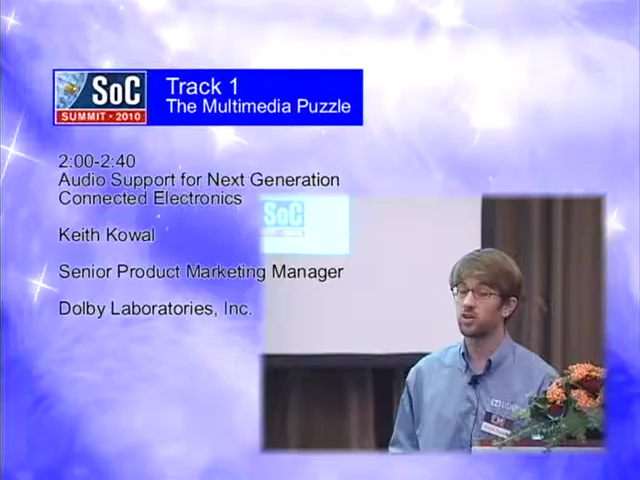 SoC
SUMMIT • 2010
Track 1
The Multimedia Puzzle
2:00-2:40
Audio Support for Next Generation
Connected Electronics
Keith Kowal
Senior Product Marketing Manager
Dolby Laboratories, Inc.
SoC